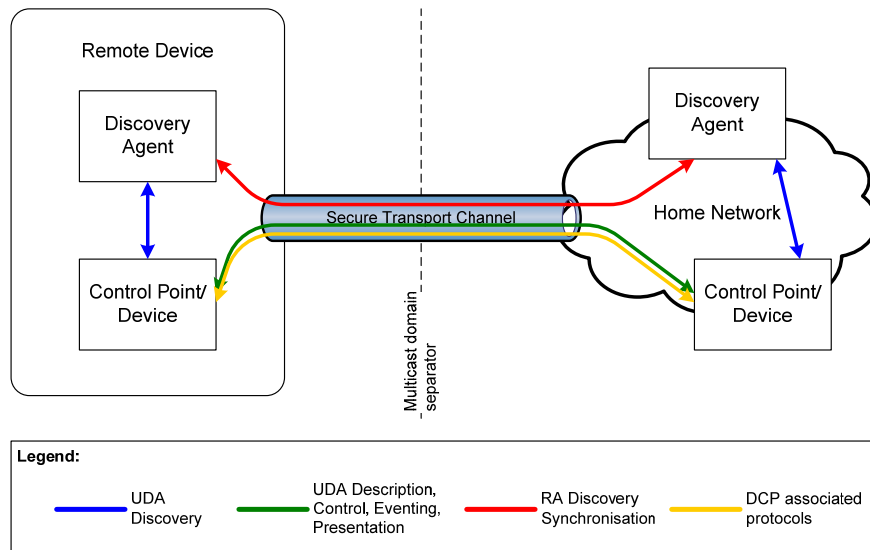 Remote Device
Discovery
Agent
Control Point/
Device
Secure Transport Channel
Multicast domain
separator
Discovery
Agent
Home Network
Control Point/
Device
Legend:
UDA
Discovery
UDA Description,
Control, Eventing,
Presentation
RA Discovery
Synchronisation
DCP associated
protocols